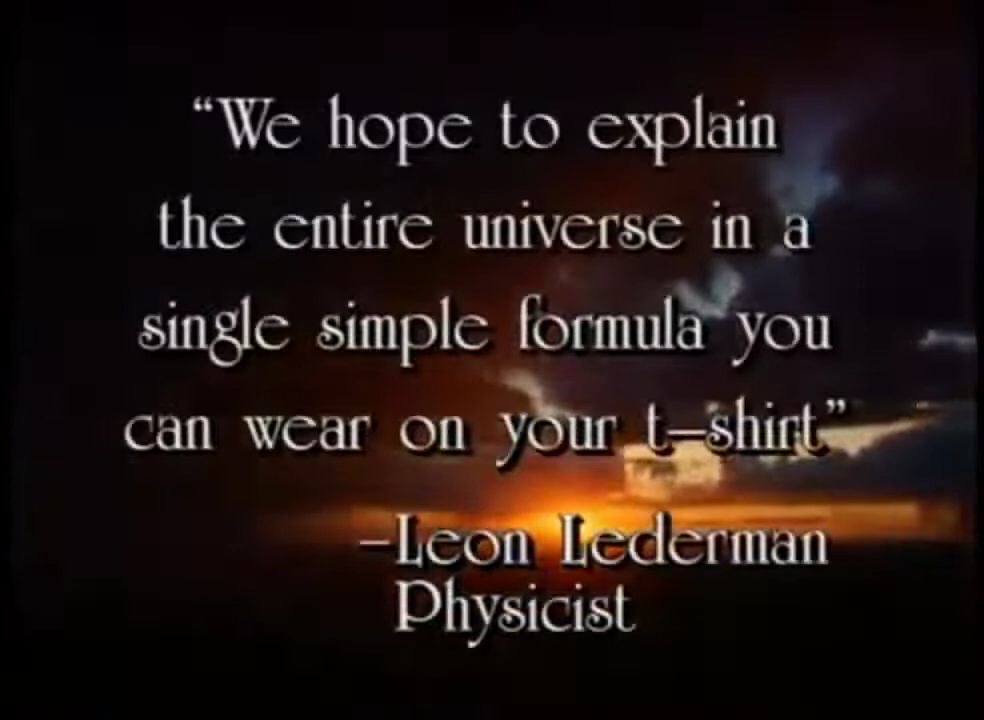 “We hope to explain
the entire universe in a
single simple formula you
can wear on your t–shirt”
–Leon Lederman
Physicist